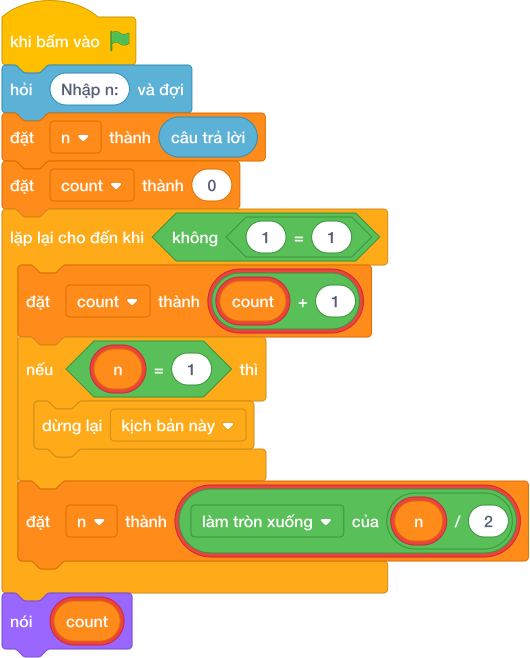 khi bấm vào
hỏi Nhập n: và đợi
đặt n thành câu trả lời
đặt count thành 0
lặp lại cho đến khi không 1 = 1
đặt count thành count + 1
nếu n = 1 thì
dừng lại kịch bản này
đặt n thành làm tròn xuống của n / 2
nói count